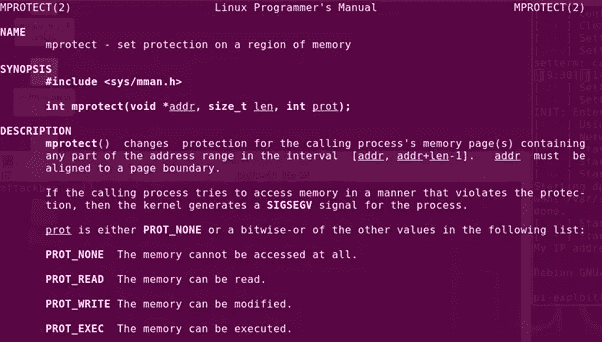 MPROTECT(2) Linux Programmer's Manual MPROTECT(2)
NAME
mprotect - set protection on a region of memory
SYNOPSIS
#include <sys/mman.h>
int mprotect(void *addr, size_t len, int prot);
DESCRIPTION
mprotect() changes protection for the calling process's memory page(s) containing
any part of the address range in the interval [addr, addr+len-1]. addr must be
aligned to a page boundary.
If the calling process tries to access memory in a manner that violates the protec-
tion, then the kernel generates a SIGSEGV signal for the process.
prot is either PROT_NONE or a bitwise-or of the other values in the following list:
PROT_NONE The memory cannot be accessed at all.
PROT_READ The memory can be read.
PROT_WRITE The memory can be modified.
PROT_EXEC The memory can be executed.